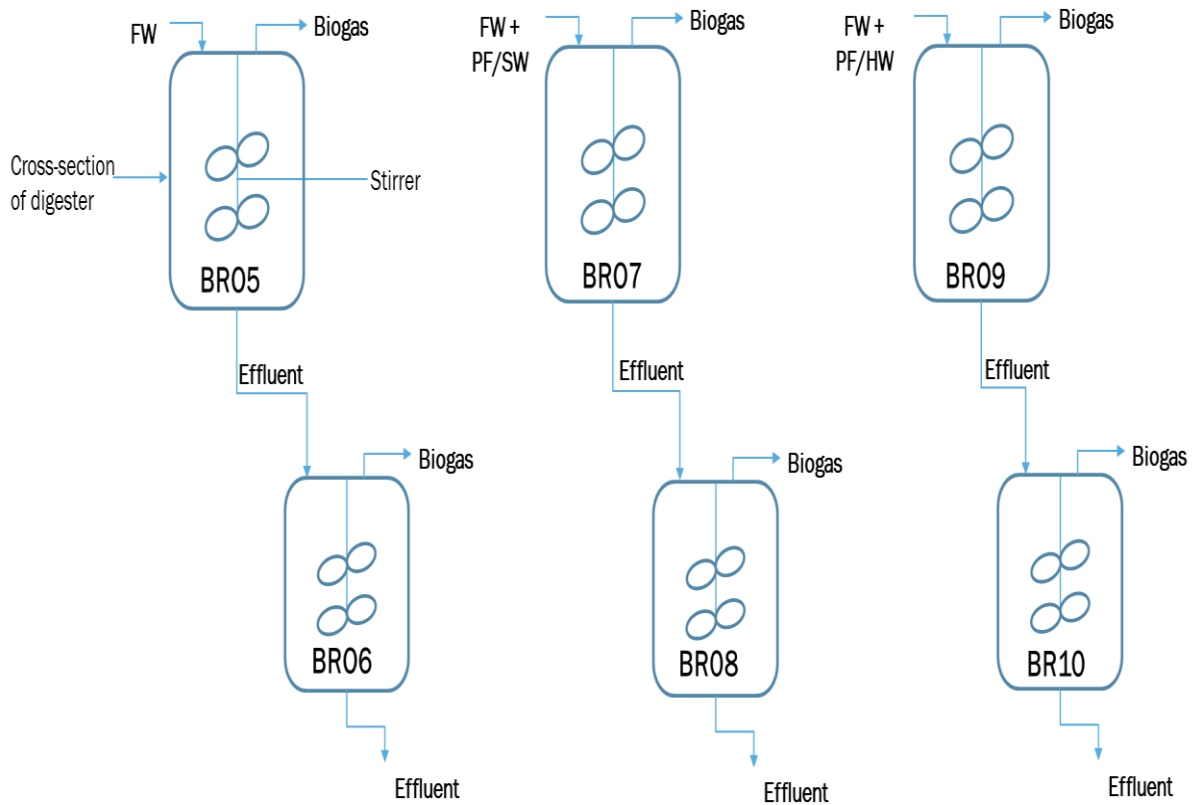 FW
Biogas
FW +
PF/SW
Biogas
FW +
PF/HW
Biogas
Cross-section
of digester
Stirrer
BR05
BR07
BR09
Effluent
Effluent
Effluent
Biogas
Biogas
Biogas
BR06
BR08
BR10
Effluent
Effluent
Effluent